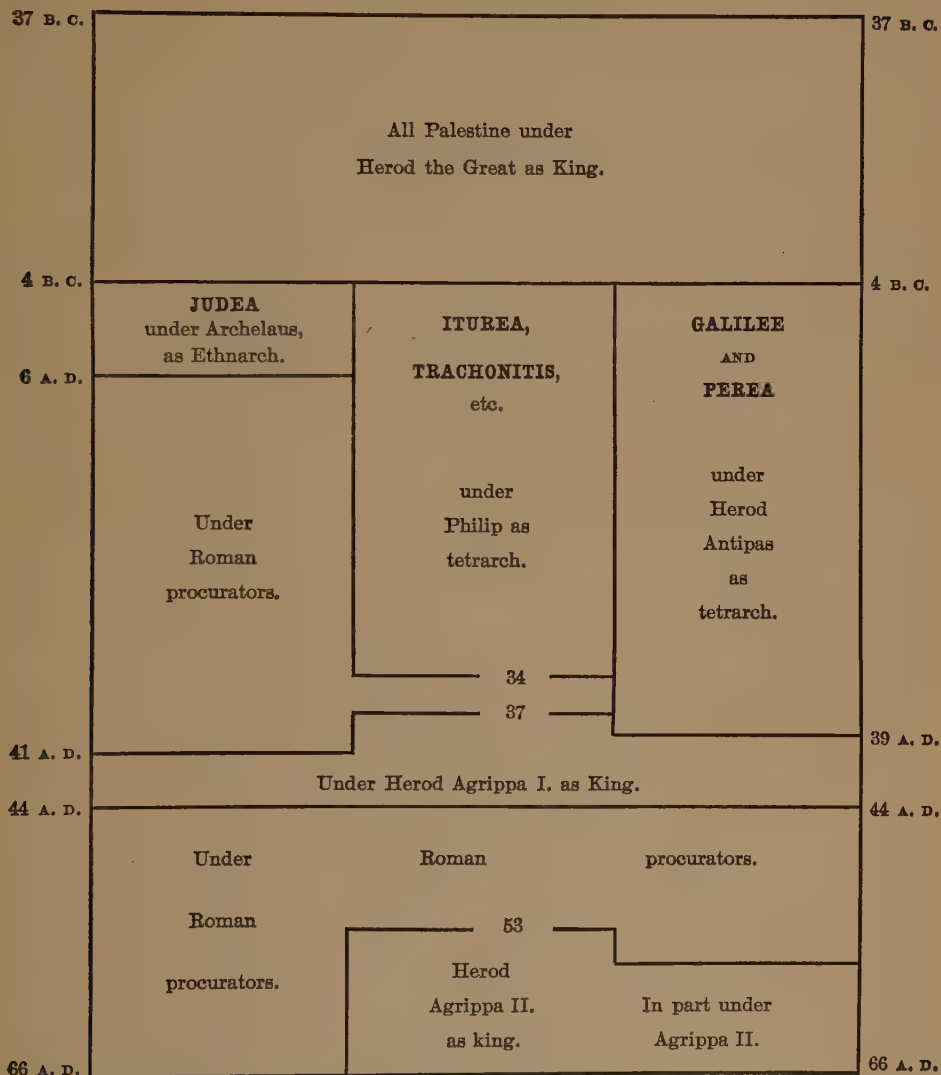 37 B. C.
37 B. C.
All Palestine under
Herod the Great as King.
4 B. C.
4 B. C.
JUDEA
under Archelaus,
as Ethnarch.
6 A. D.
Under
Roman
procurators.
ITUREA,
TRACHONITIS,
etc.
under
Philip as
tetrarch.
34
37
GALILEE
AND
PEREA
under
Herod
Antipas
as
tetrarch.
41 A. D.
39 A. D.
Under Herod Agrippa I. as King.
44 A. D.
44 A. D.
Under Roman procurators.
Roman
procurators.
53
Herod
Agrippa II.
as king.
In part under
Agrippa II.
66 A. D.
66 A. D.